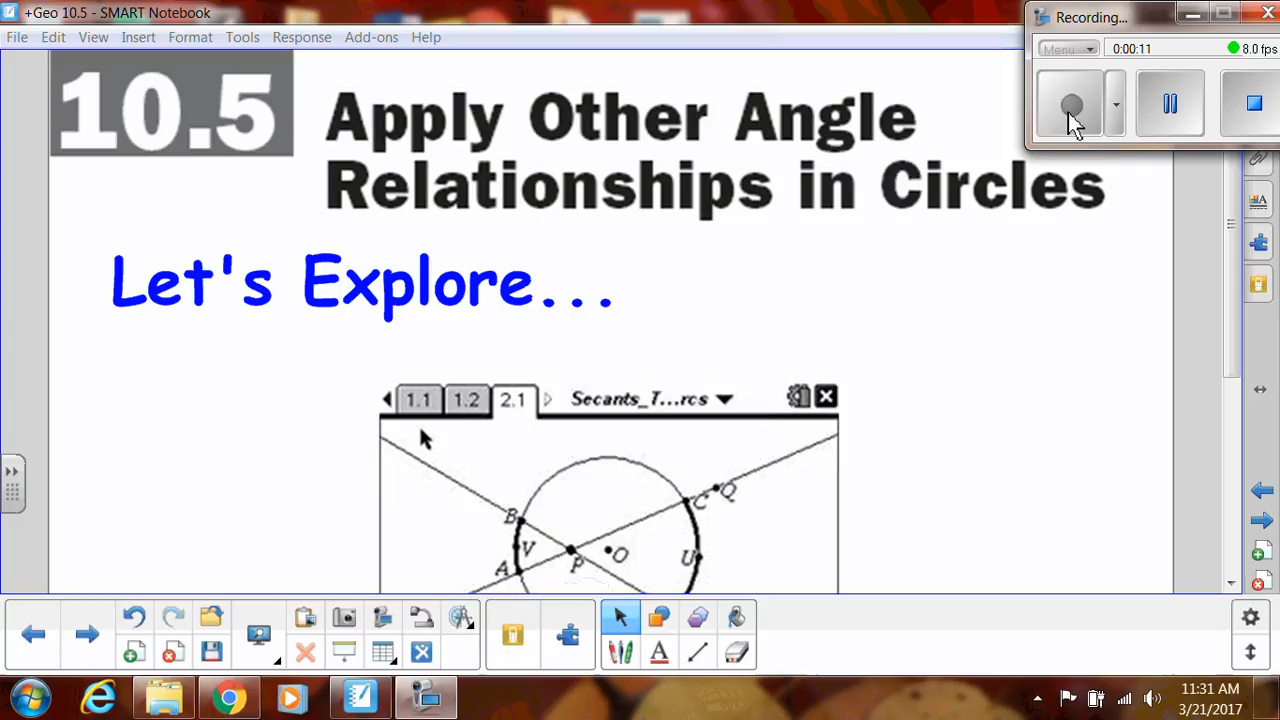 +Geo 10.5 - SMART Notebook
Recording...
File Edit View Insert Format Tools Response Add-ons Help
Menu
0:00:11
8.0 fps
10.5 Apply Other Angle
Relationships in Circles
Let's Explore...
1.1 1.2 2.1 Secants_T...rcs
B
V
A
P
O
C
Q
U
A
11:31 AM
3/21/2017